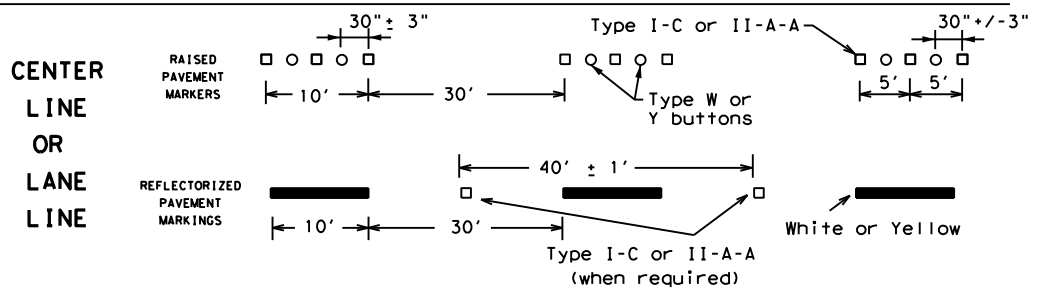 30" ± 3"
Type I-C or II-A-A
30"+/-3"
CENTER
LINE
OR
LANE
LINE
RAISED
PAVEMENT
MARKERS
10'
30'
Type W or
Y buttons
5'
5'
40' ± 1'
REFLECTORIZED
PAVEMENT
MARKINGS
10'
30'
Type I-C or II-A-A
(when required)
White or Yellow